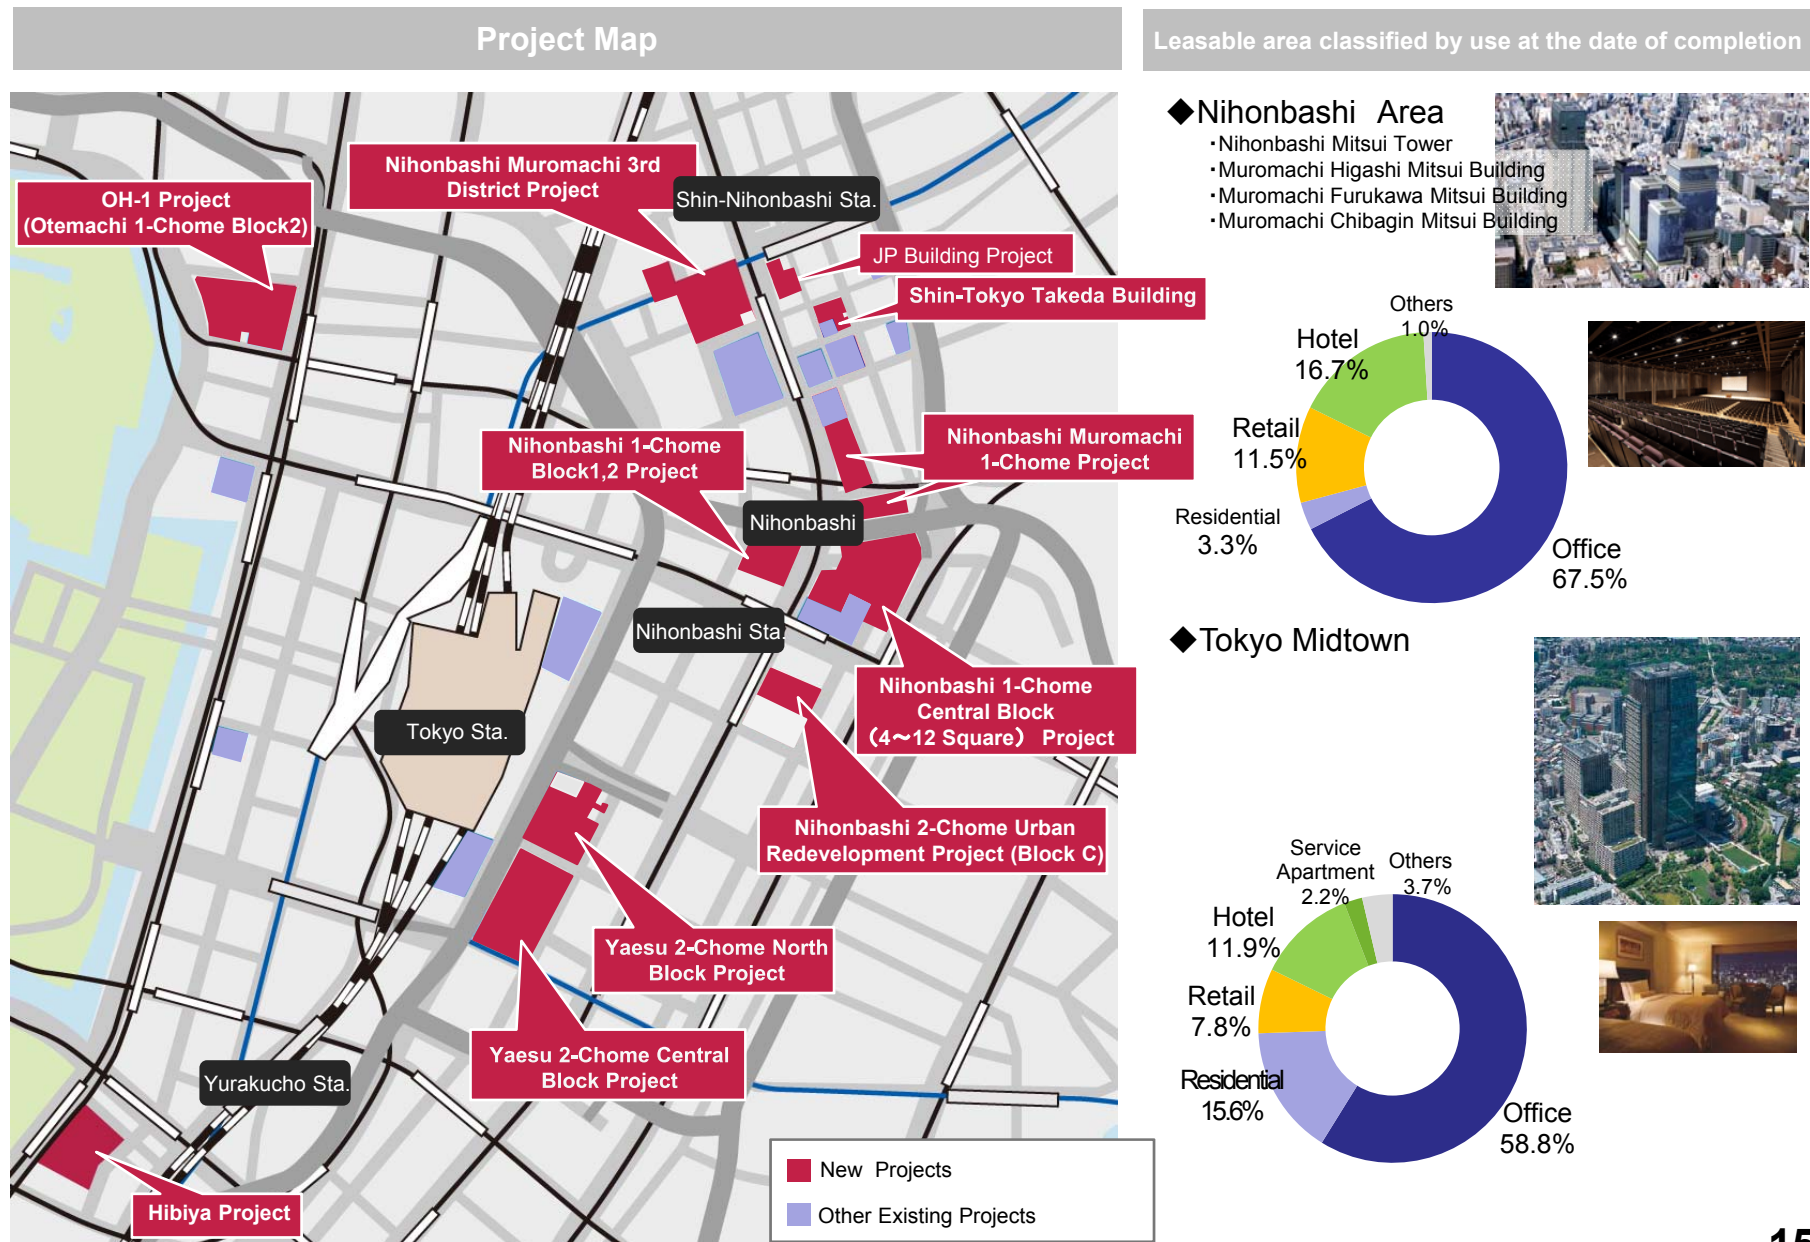 Project Map
Leasable area classified by use at the date of completion
Nihonbashi Muromachi 3rd
District Project
Shin-Nihonbashi Sta.
OH-1 Project
(Otemachi 1-Chome Block2)
JP Building Project
Shin-Tokyo Takeda Building
Nihonbashi 1-Chome
Block1,2 Project
Nihonbashi Muromachi
1-Chome Project
Nihonbashi
Nihonbashi Sta.
Nihonbashi 1-Chome
Central Block
(4～12 Square) Project
Tokyo Sta.
Nihonbashi 2-Chome Urban
Redevelopment Project (Block C)
Yaesu 2-Chome North
Block Project
Yaesu 2-Chome Central
Block Project
Yurakucho Sta.
Hibiya Project
New Projects
Other Existing Projects
◆Nihonbashi Area
・Nihonbashi Mitsui Tower
・Muromachi Higashi Mitsui Building
・Muromachi Furukawa Mitsui Building
・Muromachi Chibagin Mitsui Building
Others
1.0%
Hotel
16.7%
Retail
11.5%
Residential
3.3%
Office
67.5%
◆Tokyo Midtown
Service
Apartment
2.2%
Others
3.7%
Hotel
11.9%
Retail
7.8%
Residential
15.6%
Office
58.8%
15